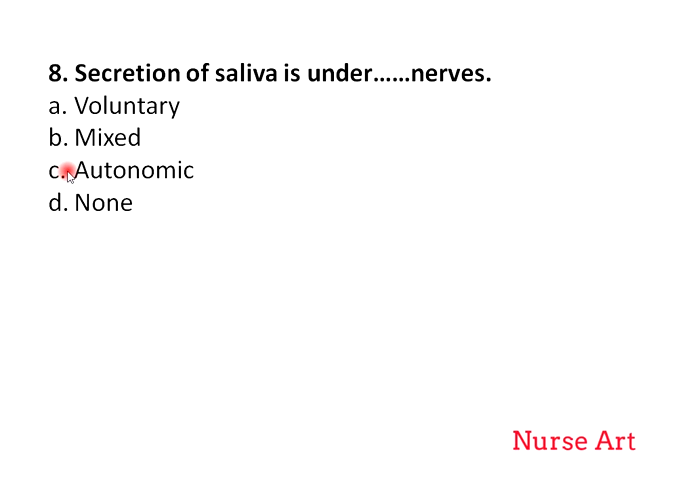 8. Secretion of saliva is under……nerves.
a. Voluntary
b. Mixed
c. Autonomic
d. None
Nurse Art